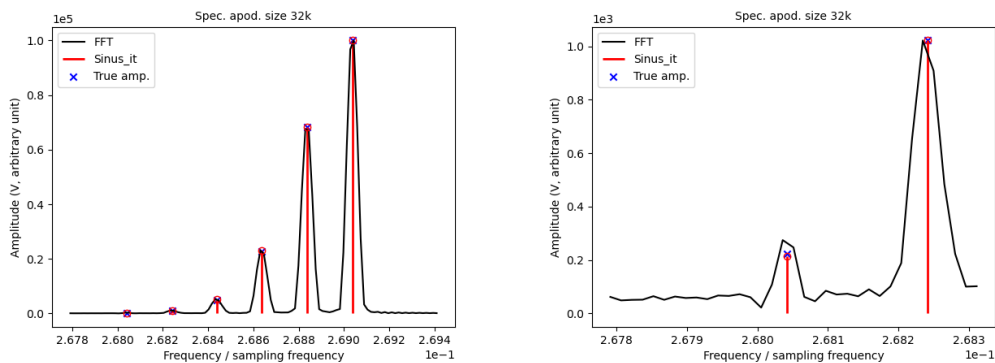 Spec. apod. size 32k
1e5
FFT
Sinus_it
True amp.
Amplitude (V, arbitrary unit)
1.0
0.8
0.6
0.4
0.2
0.0
2.678 2.680 2.682 2.684 2.686 2.688 2.690 2.692 2.694
1e−1
Frequency / sampling frequency
Spec. apod. size 32k
1e3
FFT
Sinus_it
True amp.
Amplitude (V, arbitrary unit)
1.0
0.8
0.6
0.4
0.2
0.0
2.678 2.679 2.680 2.681 2.682 2.683
1e−1
Frequency / sampling frequency